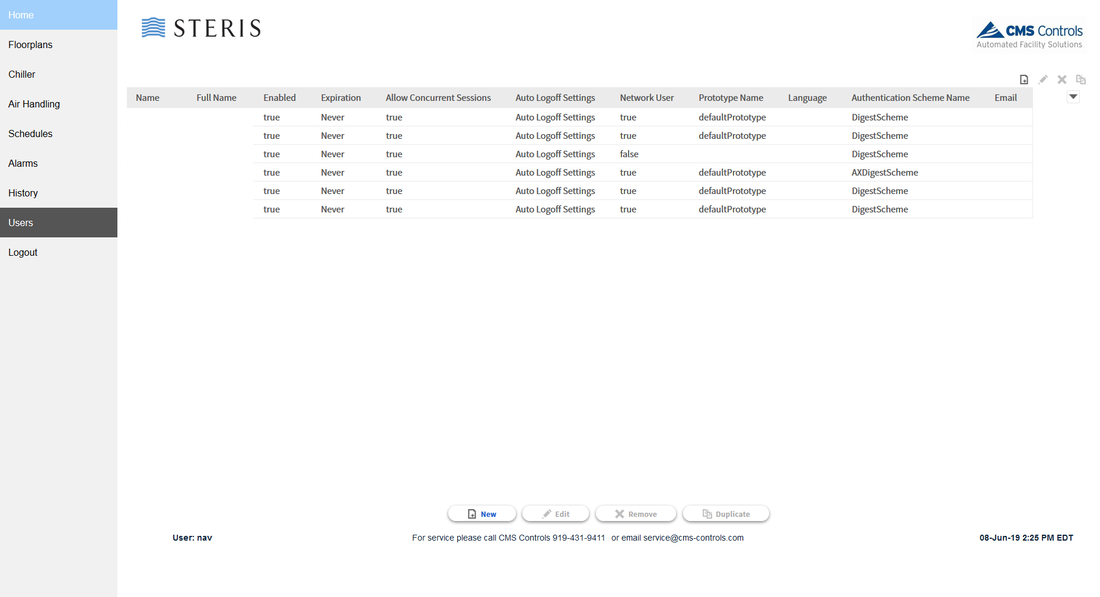 Home
Floorplans
Chiller
Air Handling
Schedules
Alarms
History
Users
Logout
STERIS
CMS Controls
Automated Facility Solutions
Name Full Name Enabled Expiration Allow Concurrent Sessions Auto Logoff Settings Network User Prototype Name Language Authentication Scheme Name Email
true Never true Auto Logoff Settings true defaultPrototype DigestScheme
true Never true Auto Logoff Settings true defaultPrototype DigestScheme
true Never true Auto Logoff Settings false DigestScheme
true Never true Auto Logoff Settings true defaultPrototype AXDigestScheme
true Never true Auto Logoff Settings true defaultPrototype DigestScheme
true Never true Auto Logoff Settings true defaultPrototype DigestScheme
New Edit Remove Duplicate
User: nav For service please call CMS Controls 919-431-9411 or email service@cms-controls.com 08-Jun-19 2:25 PM EDT